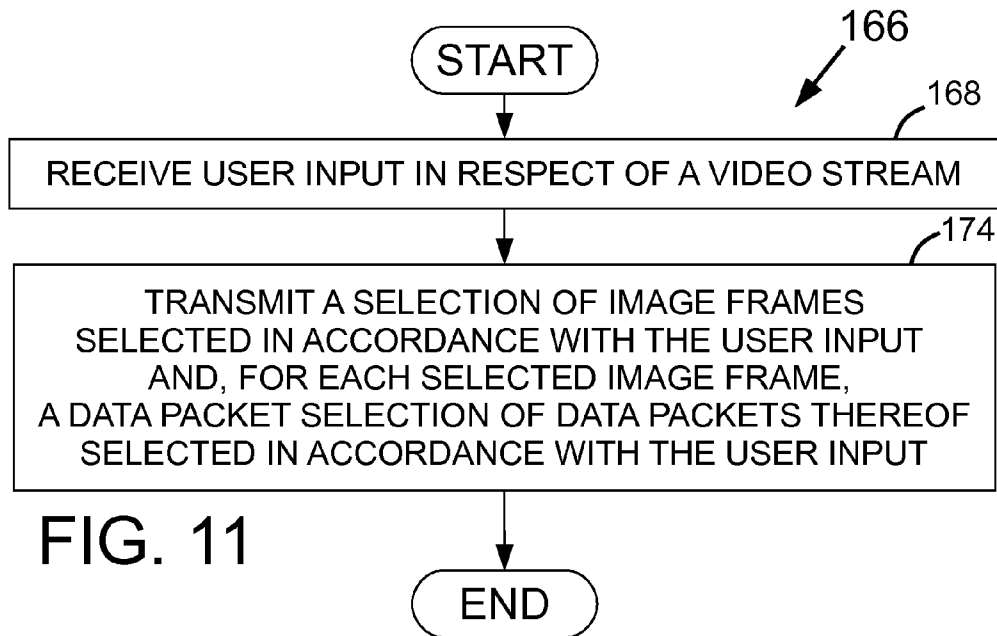 START
166
168
RECEIVE USER INPUT IN RESPECT OF A VIDEO STREAM
174
TRANSMIT A SELECTION OF IMAGE FRAMES
SELECTED IN ACCORDANCE WITH THE USER INPUT
AND, FOR EACH SELECTED IMAGE FRAME,
A DATA PACKET SELECTION OF DATA PACKETS THEREOF
SELECTED IN ACCORDANCE WITH THE USER INPUT
FIG. 11
END